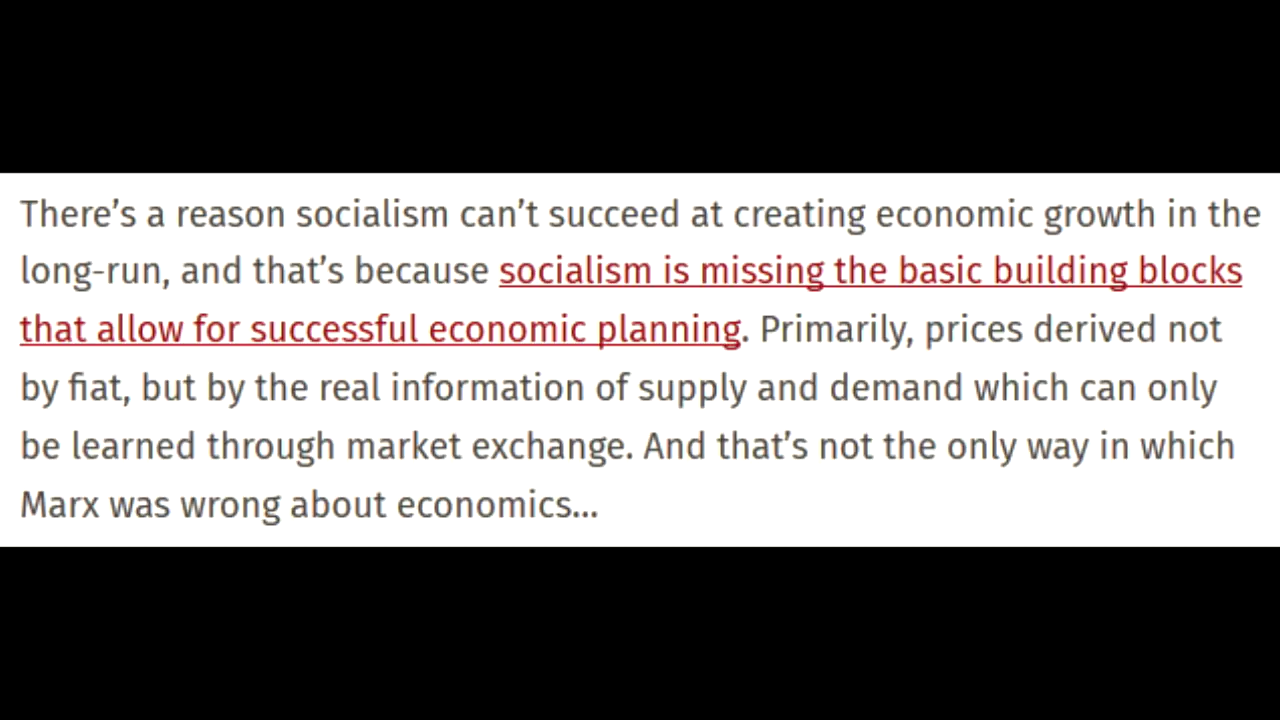 There’s a reason socialism can’t succeed at creating economic growth in the
long-run, and that’s because socialism is missing the basic building blocks
that allow for successful economic planning. Primarily, prices derived not
by fiat, but by the real information of supply and demand which can only
be learned through market exchange. And that’s not the only way in which
Marx was wrong about economics...